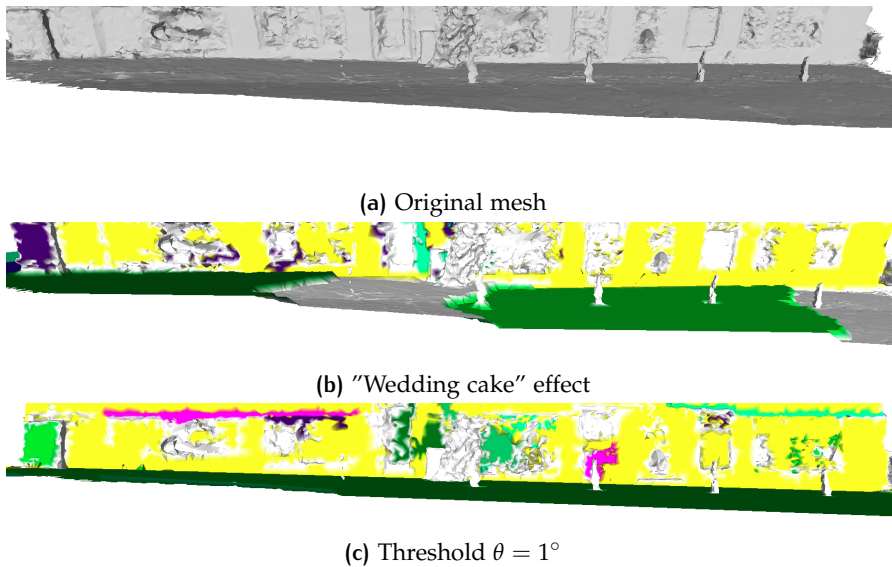 (a) Original mesh
(b) ”Wedding cake” effect
(c) Threshold θ = 1°